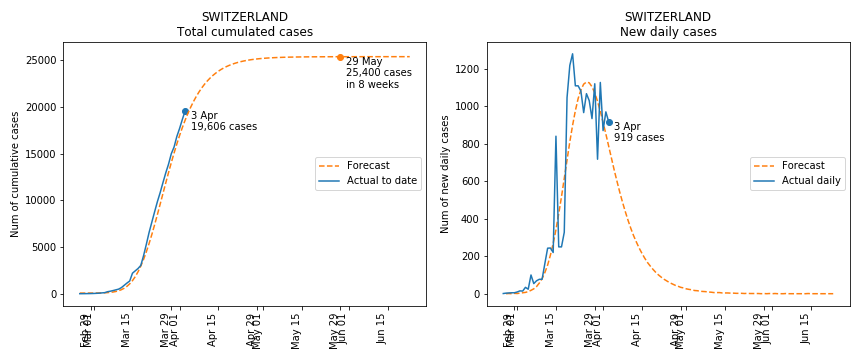 SWITZERLAND
Total cumulated cases
Num of cumulative cases
25000
20000
15000
10000
5000
0
29 May
25,400 cases
in 8 weeks
3 Apr
19,606 cases
Forecast
Actual to date
Feb 29
Mar 01
Mar 15
Mar 29
Apr 01
Apr 15
Apr 29
May 01
May 15
May 29
Jun 01
Jun 15
SWITZERLAND
New daily cases
Num of new daily cases
1200
1000
800
600
400
200
0
3 Apr
919 cases
Forecast
Actual daily
Feb 29
Mar 01
Mar 15
Mar 29
Apr 01
Apr 15
Apr 29
May 01
May 15
May 29
Jun 01
Jun 15